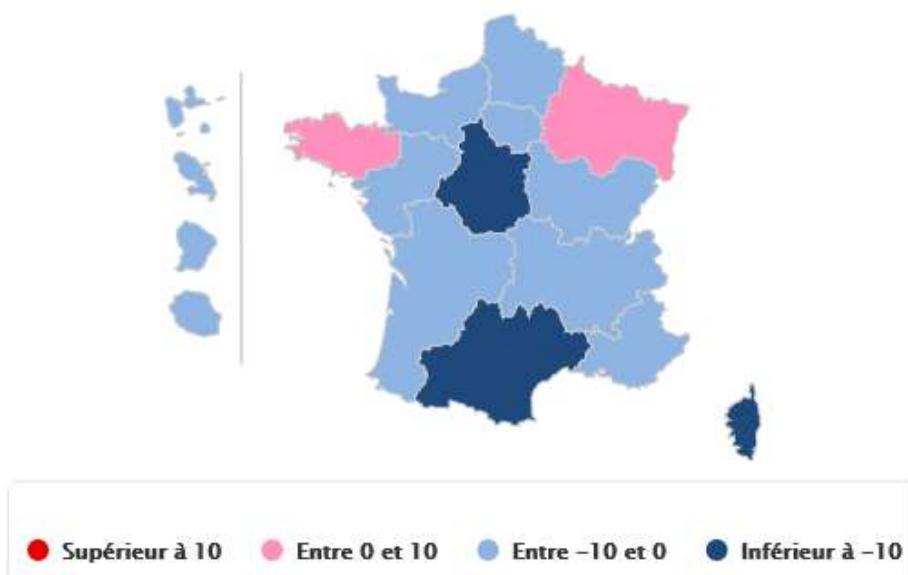 Supérieur à 10 Entre 0 et 10 Entre –10 et 0 Inférieur à –10